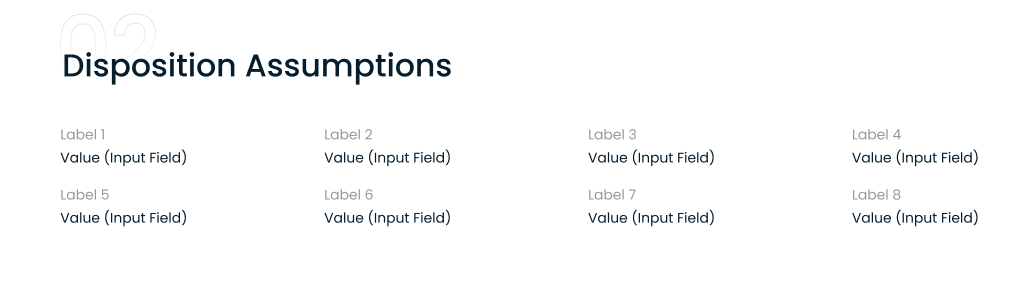 02
Disposition Assumptions
Label 1 Label 2 Label 3 Label 4
Value (Input Field) Value (Input Field) Value (Input Field) Value (Input Field)
Label 5 Label 6 Label 7 Label 8
Value (Input Field) Value (Input Field) Value (Input Field) Value (Input Field)